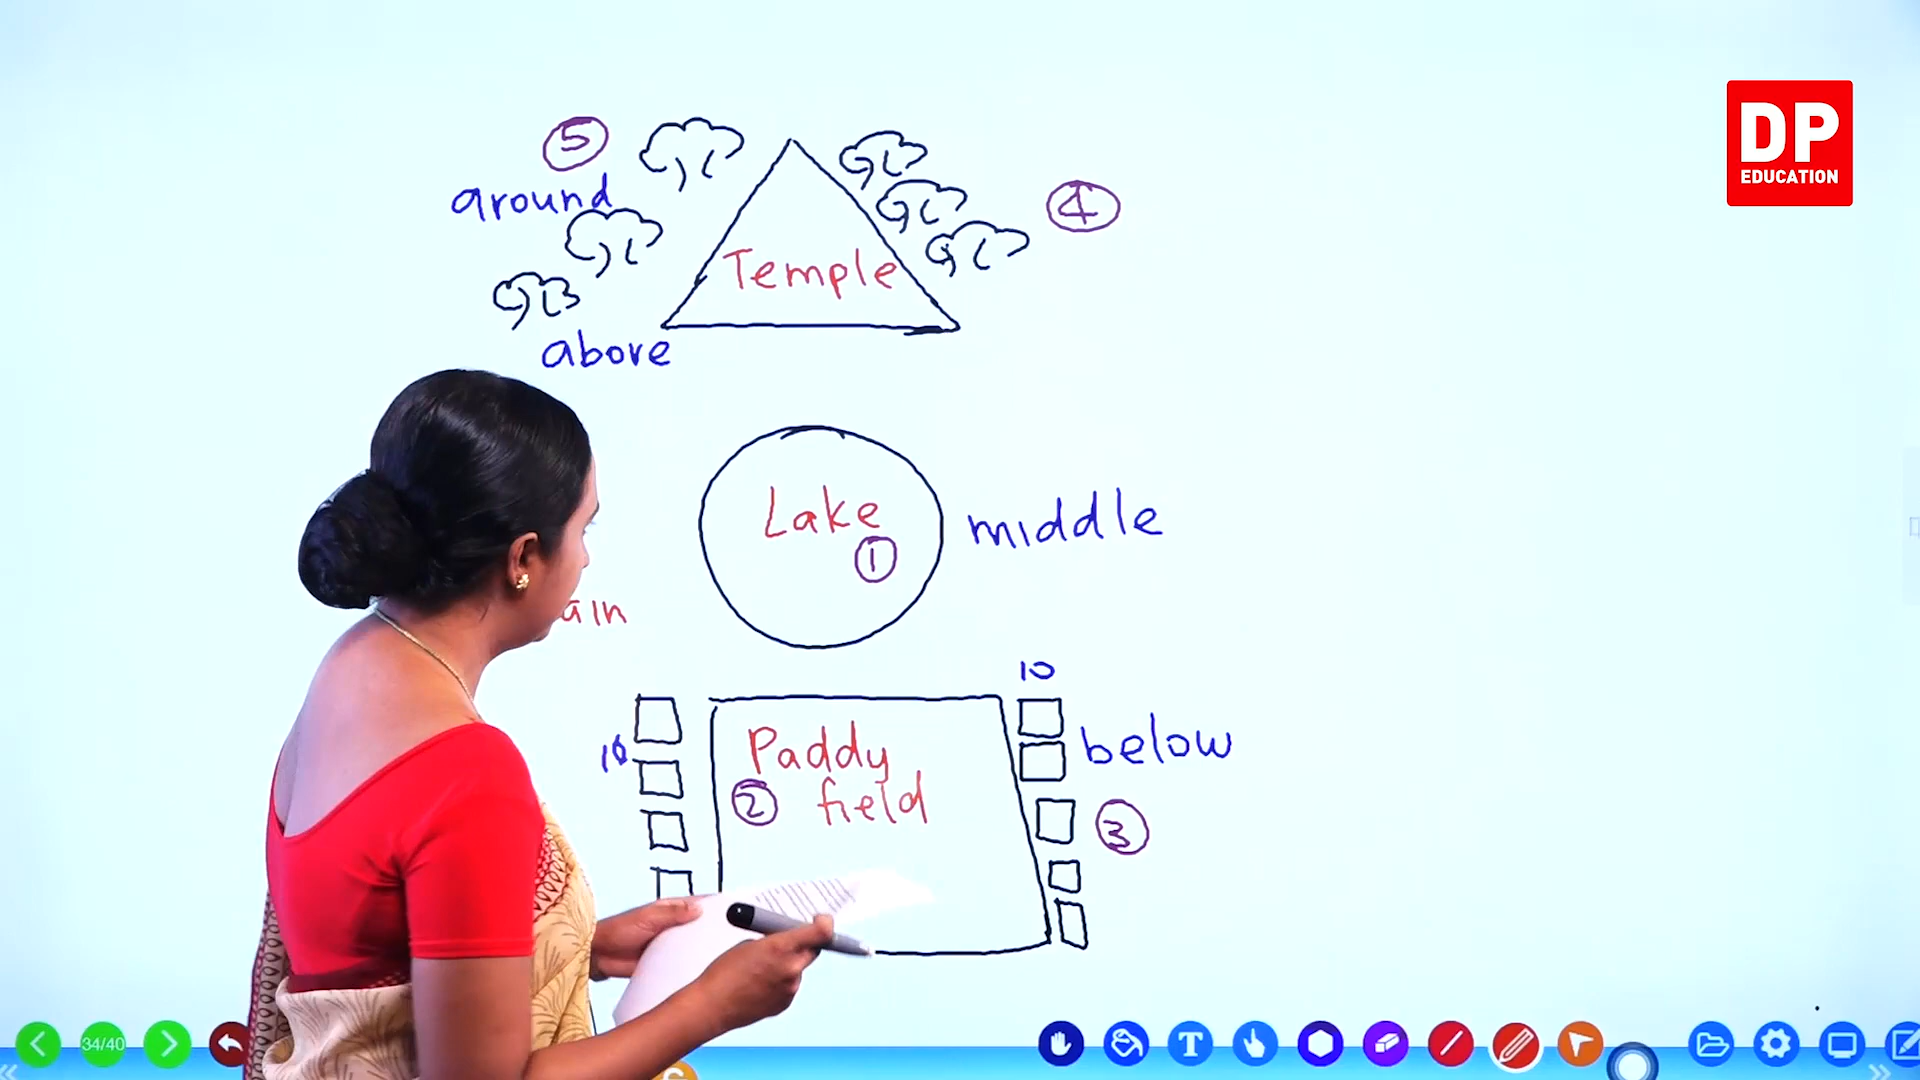 DP
EDUCATION
5
around
4
Temple
above
Lake
1
middle
ain
10
10
below
Paddy
2 field
3
34/40